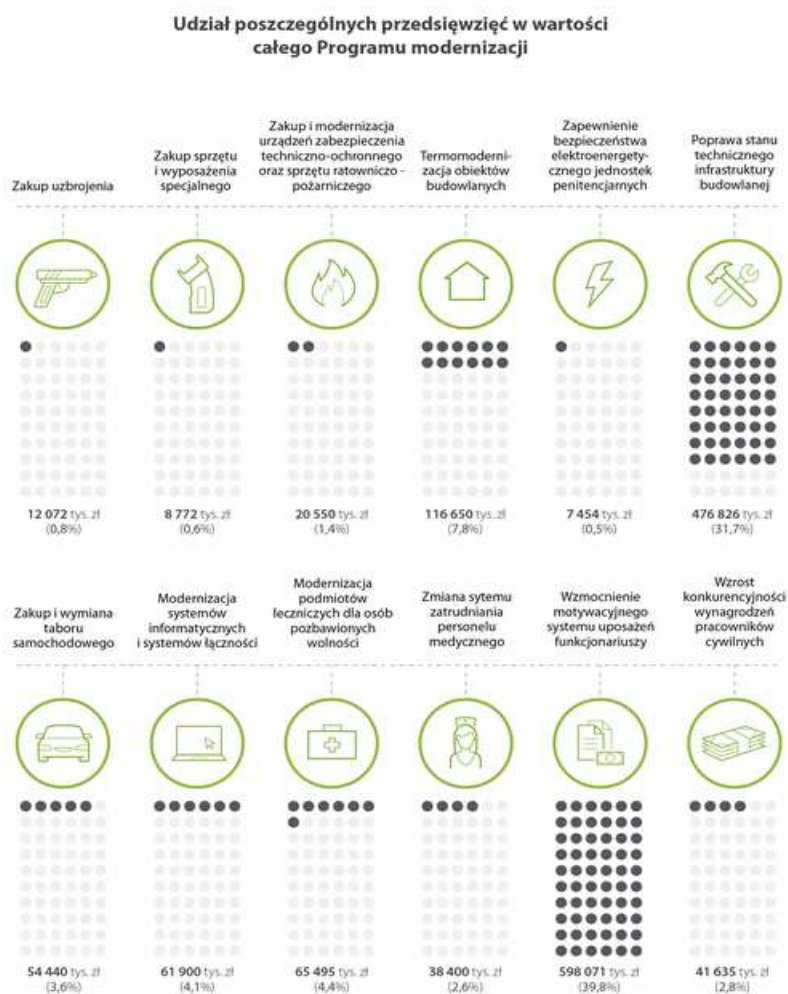 Udział poszczególnych przedsięwzięć w wartości
całego Programu modernizacji
Zakup uzbrojenia
Zakup sprzętu
i wyposażenia
specjalnego
Zakup i modernizacja
urządzeń zabezpieczenia
techniczno-ochronnego
oraz sprzętu ratowniczo -
pożarniczego
Termomoderni-
zacja obiektów
budowlanych
Zapewnienie
bezpieczeństwa
elektroenergety-
cznego jednostek
penitencjarnych
Poprawa stanu
technicznego
infrastruktury
budowlanej
12 072 tys. zł
(0,8%)
8 772 tys. zł
(0,6%)
20 550 tys. zł
(1,4%)
116 650 tys. zł
(7,8%)
7 454 tys. zł
(0,5%)
476 826 tys. zł
(31,7%)
Zakup i wymiana
taboru
samochodowego
Modernizacja
systemów
informatycznych
i systemów łączności
Modernizacja
podmiotów
leczniczych dla osób
pozbawionych
wolności
Zmiana sytemu
zatrudniania
personelu
medycznego
Wzmocnienie
motywacyjnego
systemu uposażeń
funkcjonariuszy
Wzrost
konkurencyjności
wynagrodzeń
pracowników
cywilnych
54 440 tys. zł
(3,6%)
61 900 tys. zł
(4,1%)
65 495 tys. zł
(4,4%)
38 400 tys. zł
(2,6%)
598 071 tys. zł
(39,8%)
41 635 tys. zł
(2,8%)